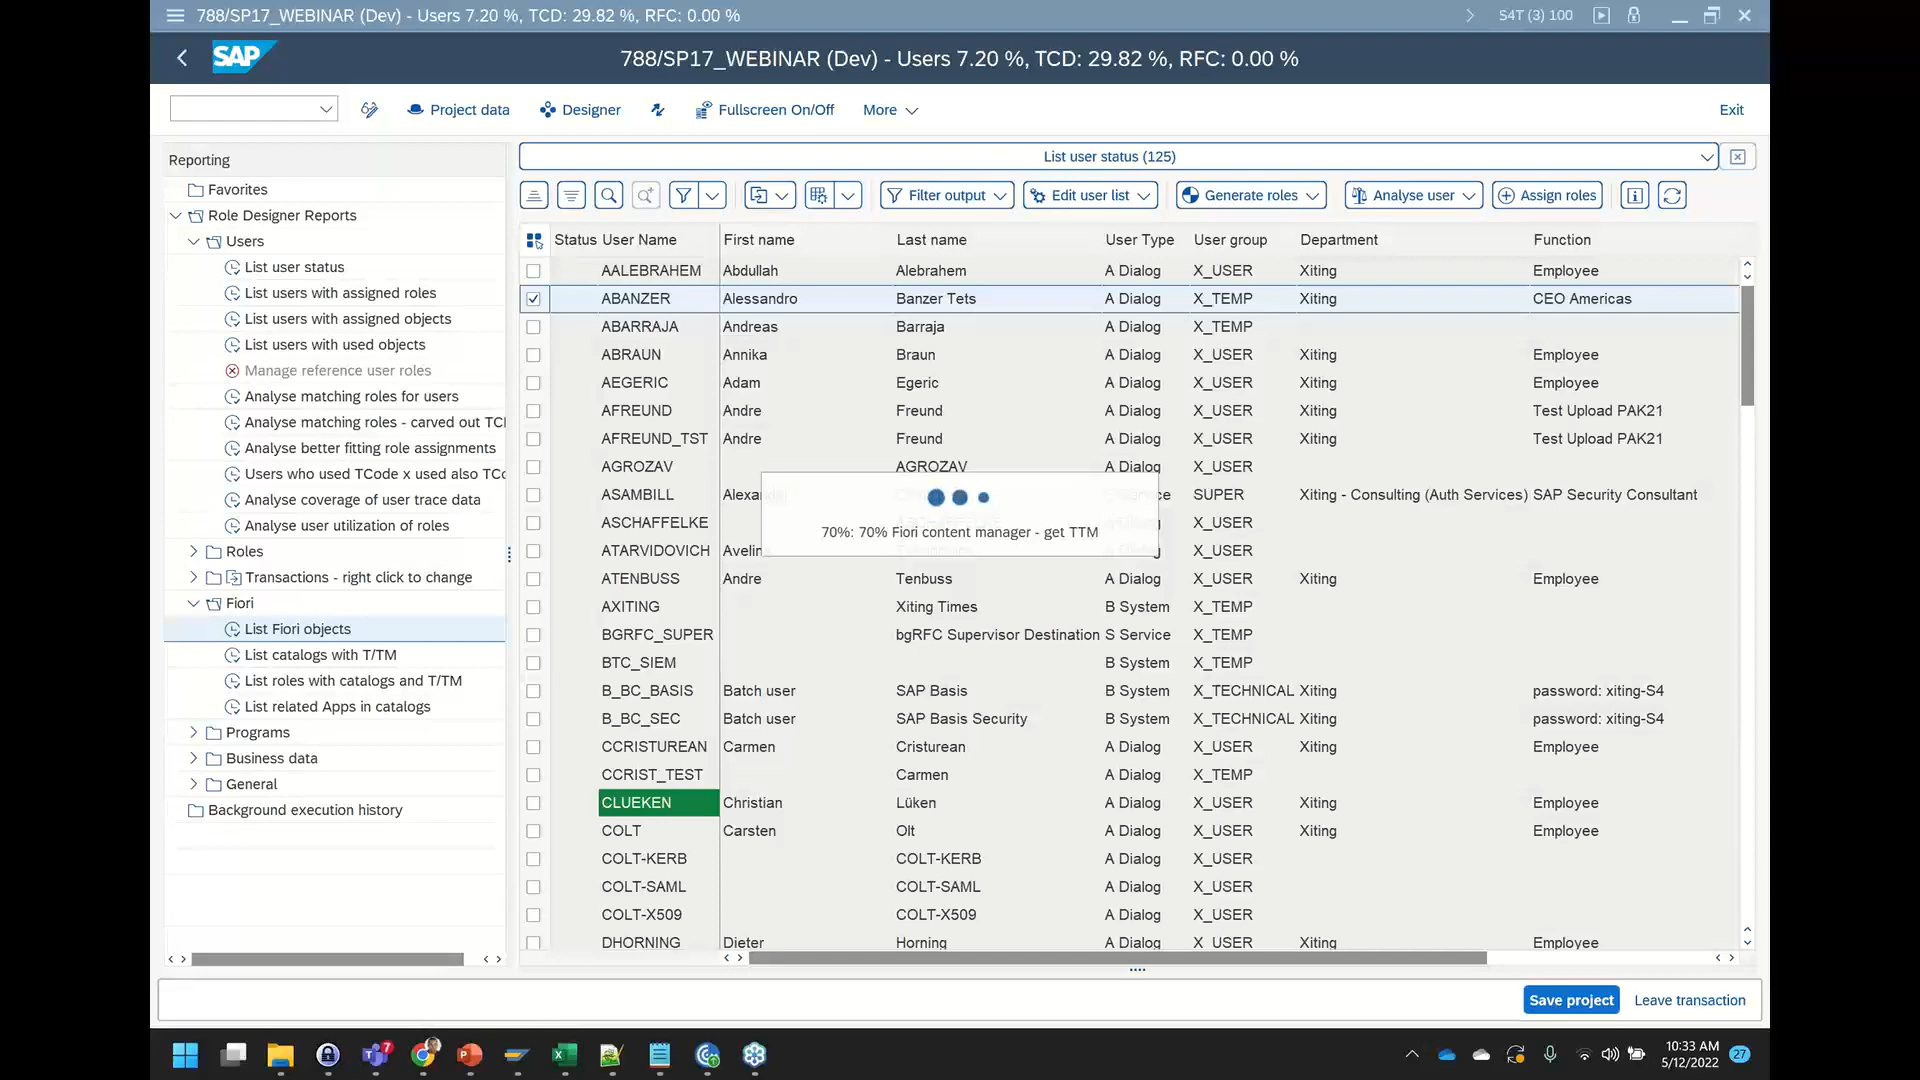 788/SP17_WEBINAR (Dev) - Users 7.20 %, TCD: 29.82 %, RFC: 0.00 %
S4T (3) 100
SAP
788/SP17_WEBINAR (Dev) - Users 7.20 %, TCD: 29.82 %, RFC: 0.00 %
Project data
Designer
Fullscreen On/Off
More
Exit
Reporting
Favorites
Role Designer Reports
Users
List user status
List users with assigned roles
List users with assigned objects
List users with used objects
Manage reference user roles
Analyse matching roles for users
Analyse matching roles - carved out TC
Analyse better fitting role assignments
Users who used TCode x used also TCo
Analyse coverage of user trace data
Analyse user utilization of roles
Roles
Transactions - right click to change
Fiori
List Fiori objects
List catalogs with T/TM
List roles with catalogs and T/TM
List related Apps in catalogs
Programs
Business data
General
Background execution history
List user status (125)
Filter output
Edit user list
Generate roles
Analyse user
Assign roles
Status User Name First name Last name User Type User group Department Function
AALEBRAHEM Abdullah Alebrahem A Dialog X_USER Xiting Employee
ABANZER Alessandro Banzer Tets A Dialog X_TEMP Xiting CEO Americas
ABARRAJA Andreas Barraja A Dialog X_TEMP
ABRAUN Annika Braun A Dialog X_USER Xiting Employee
AEGERIC Adam Egeric A Dialog X_USER Xiting Employee
AFREUND Andre Freund A Dialog X_USER Xiting Test Upload PAK21
AFREUND_TST Andre Freund A Dialog X_USER Xiting Test Upload PAK21
AGROZAV AGROZAV A Dialog X_USER
ASAMBILL SUPER Xiting - Consulting (Auth Services) SAP Security Consultant
ASCHAFFELKE X_USER
ATARVIDOVICH Avelin X_USER
70%: 70% Fiori content manager - get TTM
ATENBUSS Andre Tenbuss A Dialog X_USER Xiting Employee
AXITING Xiting Times B System X_TEMP
BGRFC_SUPER bgRFC Supervisor Destination S Service X_TEMP
BTC_SIEM B System X_TEMP
B_BC_BASIS Batch user SAP Basis B System X_TECHNICAL Xiting password: xiting-S4
B_BC_SEC Batch user SAP Basis Security B System X_TECHNICAL Xiting password: xiting-S4
CCRISTUREAN Carmen Cristurean A Dialog X_USER Xiting Employee
CCRIST_TEST Carmen A Dialog X_TEMP
CLUEKEN Christian Lüken A Dialog X_USER Xiting Employee
COLT Carsten Olt A Dialog X_USER Xiting Employee
COLT-KERB COLT-KERB A Dialog X_USER
COLT-SAML COLT-SAML A Dialog X_USER
COLT-X509 COLT-X509 A Dialog X_USER
DHORNING Dieter Horning A Dialog X_USER Xiting Employee
Save project
Leave transaction
7
10:33 AM
5/12/2022
27